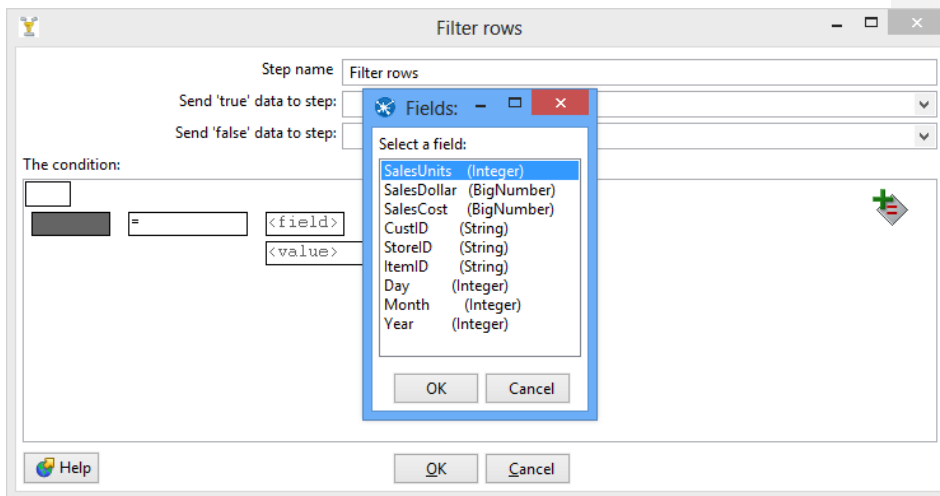 Filter rows
Step name Filter rows
Send 'true' data to step:
Send 'false' data to step:
The condition:
=
<field>
<value>
Fields:
Select a field:
SalesUnits (Integer)
SalesDollar (BigNumber)
SalesCost (BigNumber)
CustID (String)
StoreID (String)
ItemID (String)
Day (Integer)
Month (Integer)
Year (Integer)
OK Cancel
Help OK Cancel